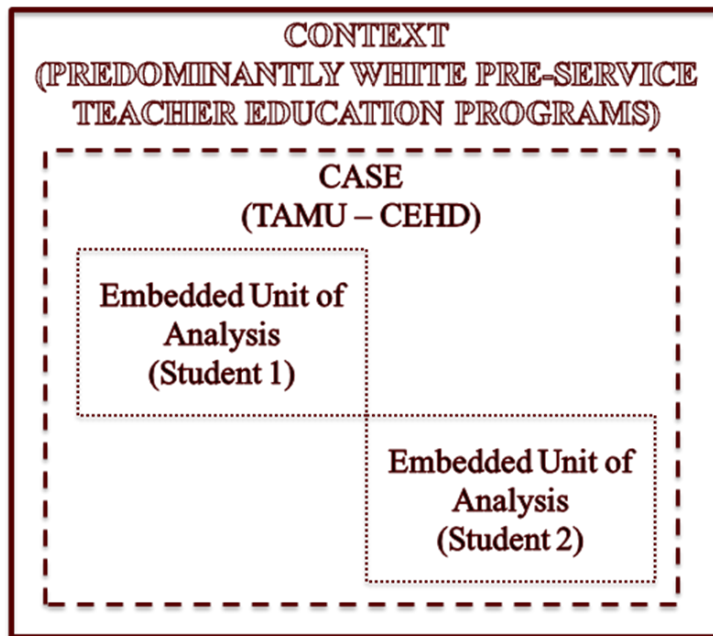 CONTEXT
(PREDOMINANTLY WHITE PRE-SERVICE
TEACHER EDUCATION PROGRAMS)
CASE
(TAMU – CEHD)
Embedded Unit of
Analysis
(Student 1)
Embedded Unit of
Analysis
(Student 2)